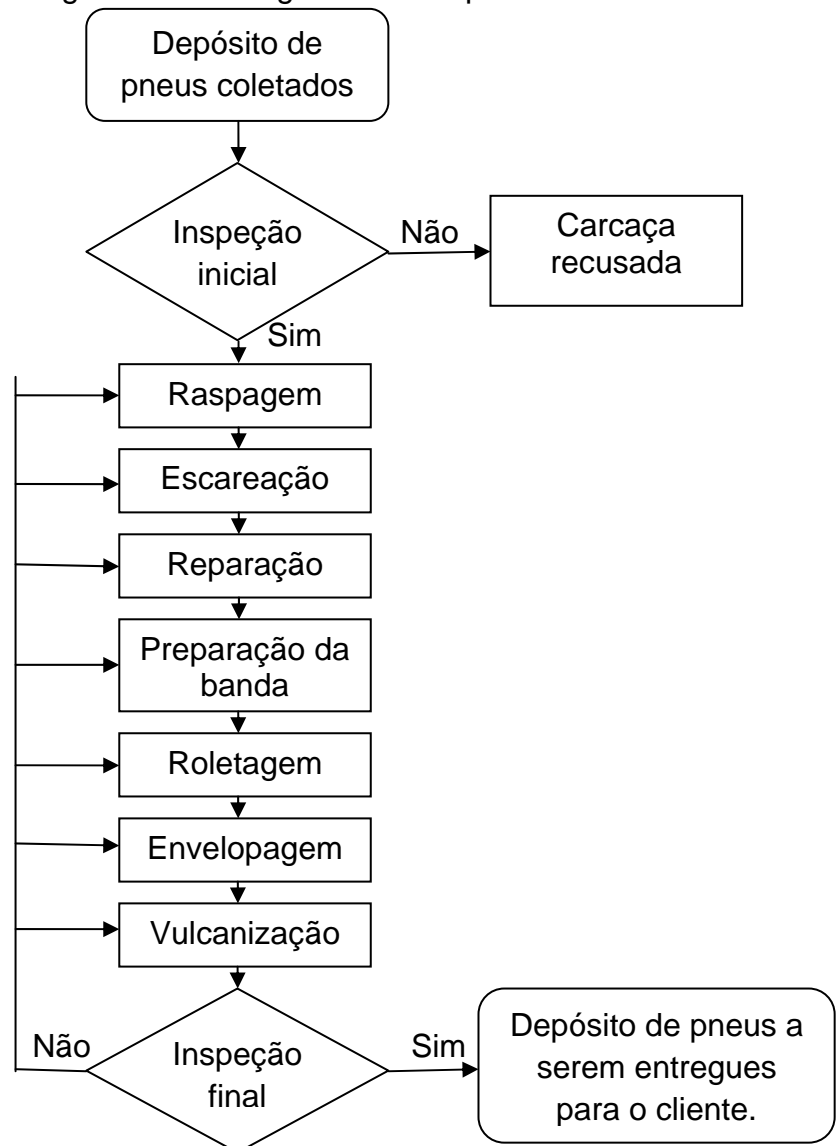 Depósito de
pneus coletados
Inspeção
inicial
Não
Carcaça
recusada
Sim
Raspagem
Escareação
Reparação
Preparação da
banda
Roletagem
Envelopagem
Vulcanização
Não
Inspeção
final
Sim
Depósito de pneus a
serem entregues
para o cliente.